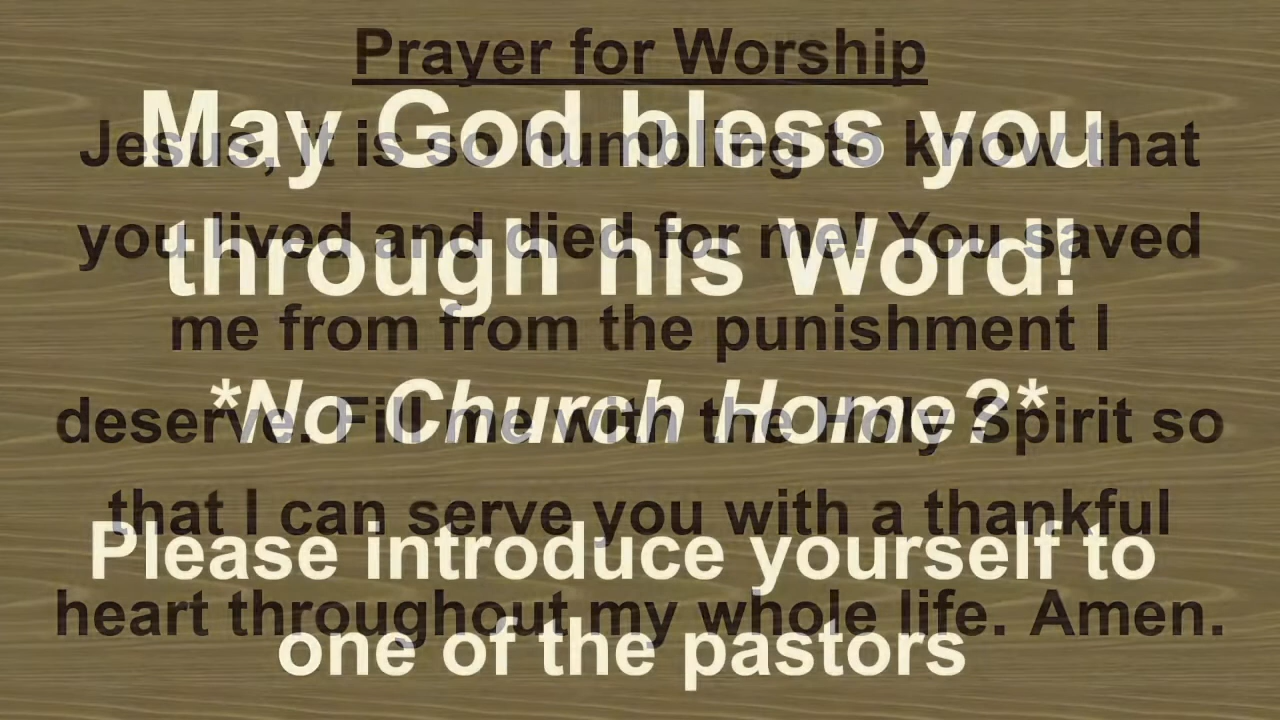 Prayer for Worship
Jesus, it is so humbling to know that
you lived and died for me! You saved
me from from the punishment I
deserve. Fill me with the Holy Spirit so
that I can serve you with a thankful
heart throughout my whole life. Amen.
May God bless you
through his Word!
*No Church Home?*
Please introduce yourself to
one of the pastors